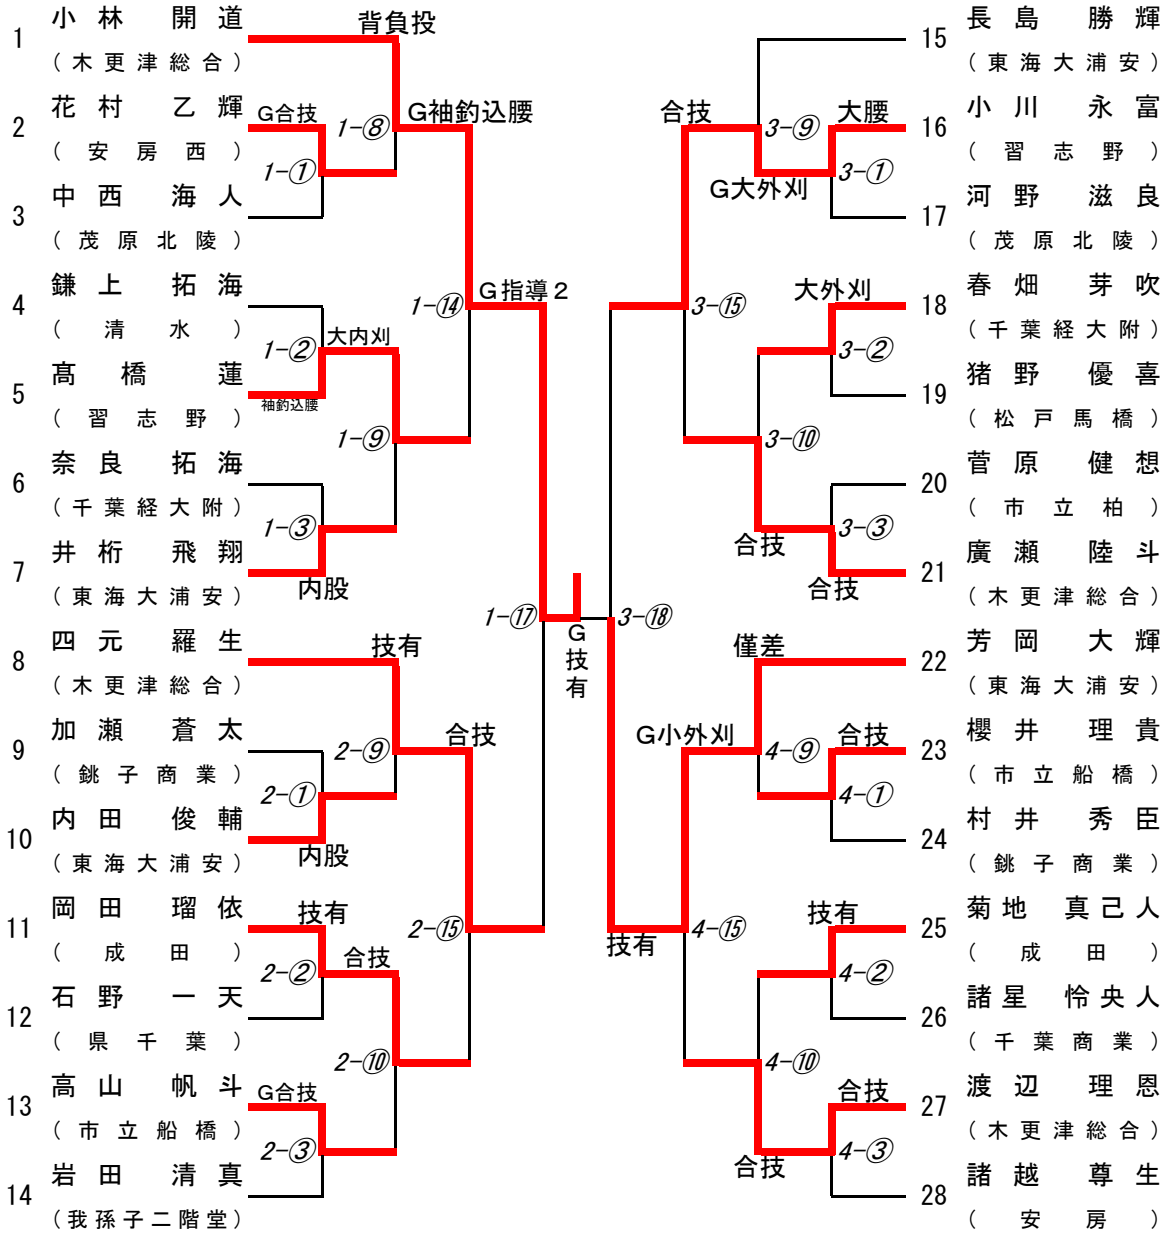 1 小林 開道
(木更津総合)
2 花村 乙輝
(安房西)
3 中西 海人
(茂原北陵)
4 鎌上 拓海
(清水)
5 髙橋 蓮
(習志野)
6 奈良 拓海
(千葉経大附)
7 井桁 飛翔
(東海大浦安)
8 四元 羅生
(木更津総合)
9 加瀬 蒼太
(銚子商業)
10 内田 俊輔
(東海大浦安)
11 岡田 瑠依
(成田)
12 石野 一天
(県千葉)
13 高山 帆斗
(市立船橋)
14 岩田 清真
(我孫子二階堂)
背負投
G合技
1-⑧
G袖釣込腰
1-①
1-⑭
G指導2
1-②
大内刈
袖釣込腰
1-⑨
1-③
内股
1-⑰
G技有
3-⑱
技有
2-⑨
合技
2-①
内股
技有
2-⑮
2-②
合技
2-⑩
G合技
2-③
合技
3-⑨
大腰
3-①
G大外刈
大外刈
3-⑮
3-②
3-⑩
3-③
合技
合技
僅差
G小外刈
4-⑨
合技
4-①
技有
技有
4-⑮
4-②
4-⑩
合技
4-③
合技
15 長島 勝輝
(東海大浦安)
16 小川 永富
(習志野)
17 河野 滋良
(茂原北陵)
18 春畑 芽吹
(千葉経大附)
19 猪野 優喜
(松戸馬橋)
20 菅原 健想
(市立柏)
21 廣瀬 陸斗
(木更津総合)
22 芳岡 大輝
(東海大浦安)
23 櫻井 理貴
(市立船橋)
24 村井 秀臣
(銚子商業)
25 菊地 真己人
(成田)
26 諸星 怜央人
(千葉商業)
27 渡辺 理恩
(木更津総合)
28 諸越 尊生
(安房)